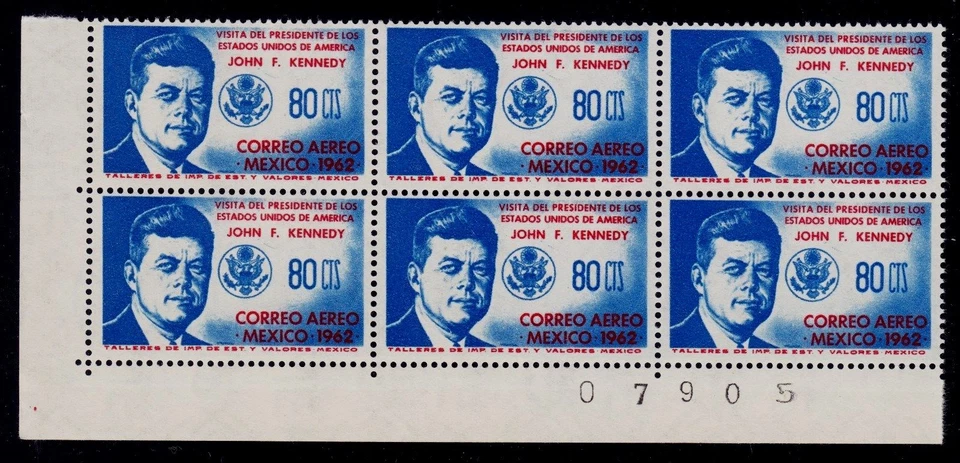 VISITA DEL PRESIDENTE DE LOS
ESTADOS UNIDOS DE AMERICA
JOHN F. KENNEDY
80 CTS
CORREO AEREO
· MEXICO · 1962 ·
TALLERES DE IMP. DE EST. Y VALORES-MEXICO
VISITA DEL PRESIDENTE DE LOS
ESTADOS UNIDOS DE AMERICA
JOHN F. KENNEDY
80 CTS
CORREO AEREO
· MEXICO · 1962 ·
TALLERES DE IMP. DE EST. Y VALORES-MEXICO
VISITA DEL PRESIDENTE DE LOS
ESTADOS UNIDOS DE AMERICA
JOHN F. KENNEDY
80 CTS
CORREO AEREO
· MEXICO · 1962 ·
TALLERES DE IMP. DE EST. Y VALORES-MEXICO
VISITA DEL PRESIDENTE DE LOS
ESTADOS UNIDOS DE AMERICA
JOHN F. KENNEDY
80 CTS
CORREO AEREO
· MEXICO · 1962 ·
TALLERES DE IMP. DE EST. Y VALORES-MEXICO
VISITA DEL PRESIDENTE DE LOS
ESTADOS UNIDOS DE AMERICA
JOHN F. KENNEDY
80 CTS
CORREO AEREO
· MEXICO · 1962 ·
TALLERES DE IMP. DE EST. Y VALORES-MEXICO
VISITA DEL PRESIDENTE DE LOS
ESTADOS UNIDOS DE AMERICA
JOHN F. KENNEDY
80 CTS
CORREO AEREO
· MEXICO · 1962 ·
TALLERES DE IMP. DE EST. Y VALORES-MEXICO
07905